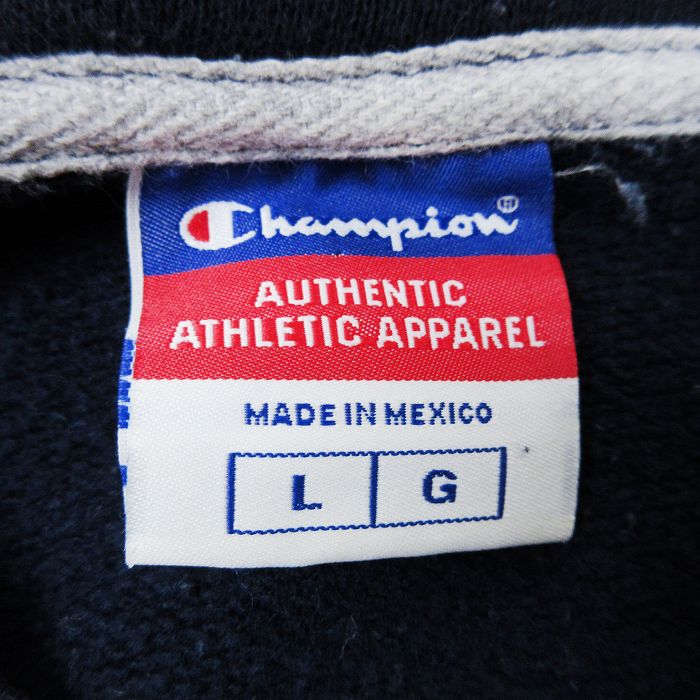 Champion®
AUTHENTIC
ATHLETIC APPAREL
MADE IN MEXICO
L G